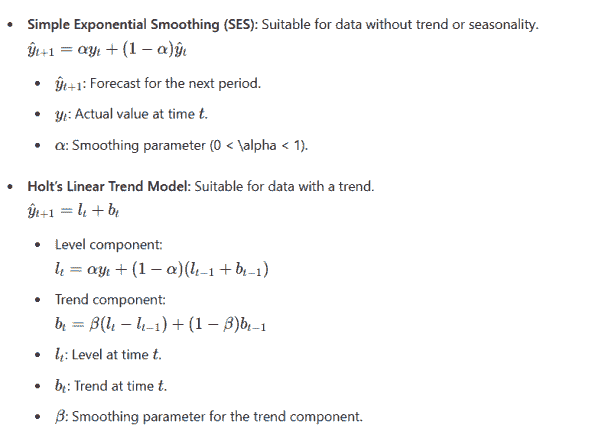 • Simple Exponential Smoothing (SES): Suitable for data without trend or seasonality.
ŷₜ₊₁ = αyₜ + (1 − α)ŷₜ
• ŷₜ₊₁: Forecast for the next period.
• yₜ: Actual value at time t.
• α: Smoothing parameter (0 < \alpha < 1).
• Holt's Linear Trend Model: Suitable for data with a trend.
ŷₜ₊₁ = lₜ + bₜ
• Level component:
lₜ = αyₜ + (1 − α)(lₜ₋₁ + bₜ₋₁)
• Trend component:
bₜ = β(lₜ − lₜ₋₁) + (1 − β)bₜ₋₁
• lₜ: Level at time t.
• bₜ: Trend at time t.
• β: Smoothing parameter for the trend component.